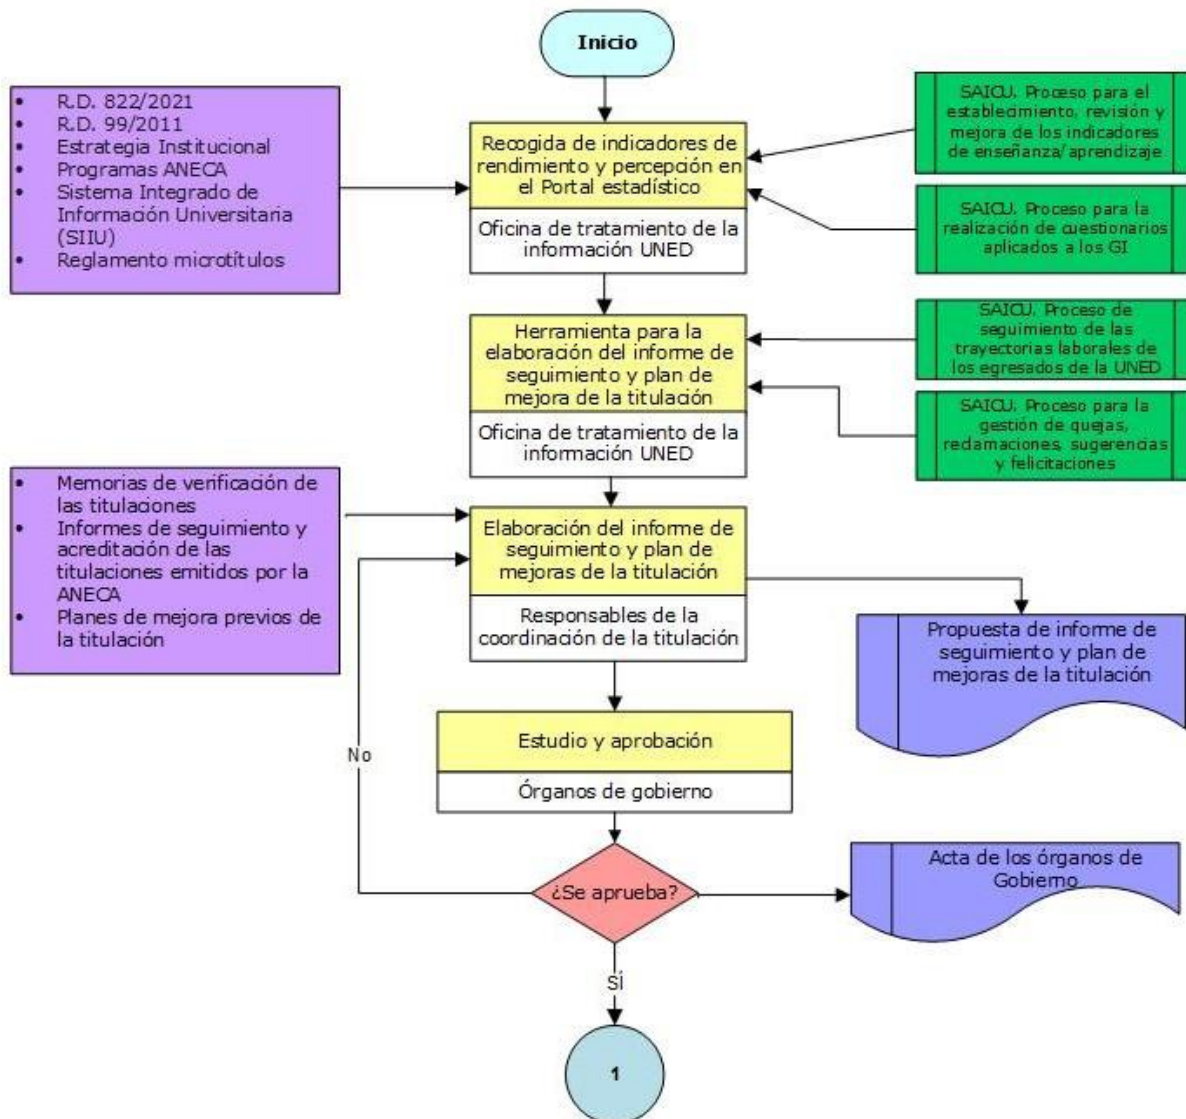 Inicio
R.D. 822/2021
R.D. 99/2011
Estrategia Institucional
Programas ANECA
Sistema Integrado de
Información Universitaria
(SIIU)
Reglamento microtítulos
Recogida de indicadores de
rendimiento y percepción en
el Portal estadístico
Oficina de tratamiento de la
información UNED
SAICU. Proceso para el
establecimiento, revisión y
mejora de los indicadores
de enseñanza/aprendizaje
SAICU. Proceso para la
realización de cuestionarios
aplicados a los GI
Herramienta para la
elaboración del informe de
seguimiento y plan de
mejora de la titulación
Oficina de tratamiento de la
información UNED
SAICU. Proceso de
seguimiento de las
trayectorias laborales de
los egresados de la UNED
SAICU. Proceso para la
gestión de quejas,
reclamaciones, sugerencias
y felicitaciones
Memorias de verificación de
las titulaciones
Informes de seguimiento y
acreditación de las
titulaciones emitidos por la
ANECA
Planes de mejora previos de
la titulación
Elaboración del informe de
seguimiento y plan de
mejoras de la titulación
Responsables de la
coordinación de la titulación
Propuesta de informe de
seguimiento y plan de
mejoras de la titulación
Estudio y aprobación
Órganos de gobierno
No
¿Se aprueba?
Acta de los órganos de
Gobierno
SÍ
1